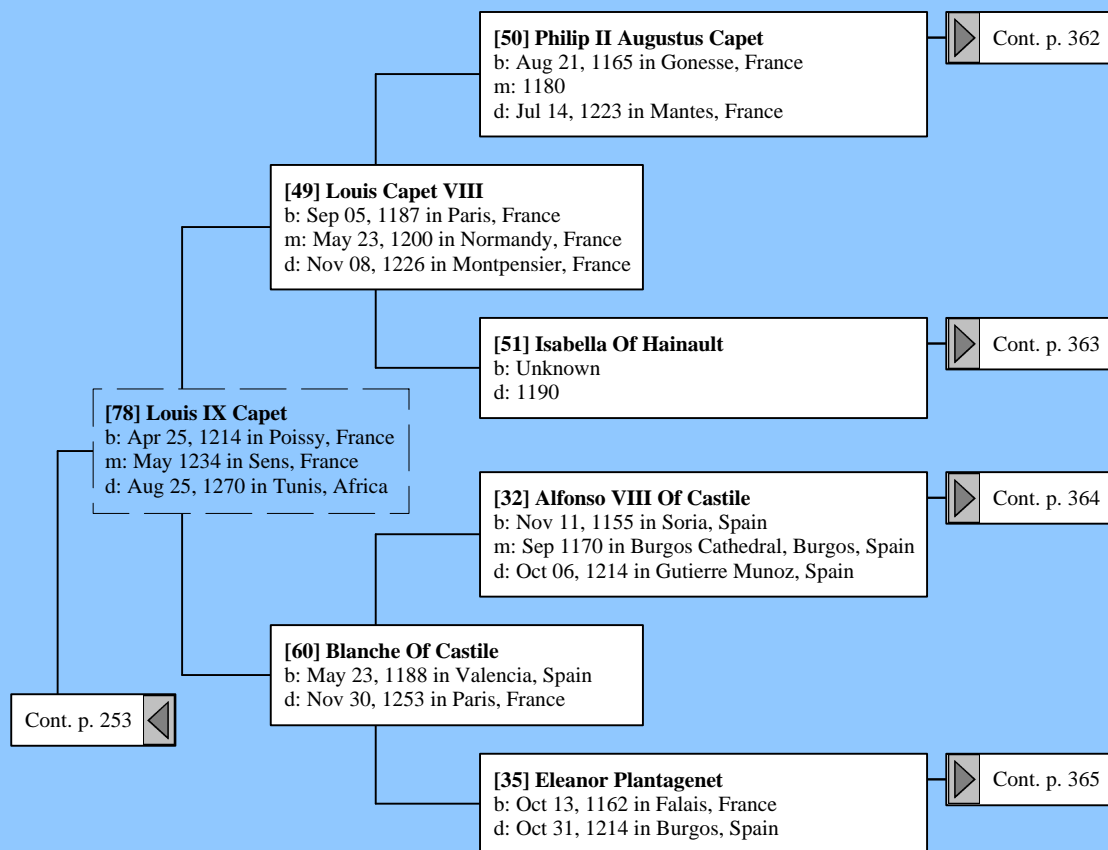 [50] Philip II Augustus Capet
b: Aug 21, 1165 in Gonesse, France
m: 1180
d: Jul 14, 1223 in Mantes, France
Cont. p. 362
[49] Louis Capet VIII
b: Sep 05, 1187 in Paris, France
m: May 23, 1200 in Normandy, France
d: Nov 08, 1226 in Montpensier, France
[51] Isabella Of Hainault
b: Unknown
d: 1190
Cont. p. 363
[78] Louis IX Capet
b: Apr 25, 1214 in Poissy, France
m: May 1234 in Sens, France
d: Aug 25, 1270 in Tunis, Africa
[32] Alfonso VIII Of Castile
b: Nov 11, 1155 in Soria, Spain
m: Sep 1170 in Burgos Cathedral, Burgos, Spain
d: Oct 06, 1214 in Gutierre Munoz, Spain
Cont. p. 364
[60] Blanche Of Castile
b: May 23, 1188 in Valencia, Spain
d: Nov 30, 1253 in Paris, France
Cont. p. 253
[35] Eleanor Plantagenet
b: Oct 13, 1162 in Falais, France
d: Oct 31, 1214 in Burgos, Spain
Cont. p. 365